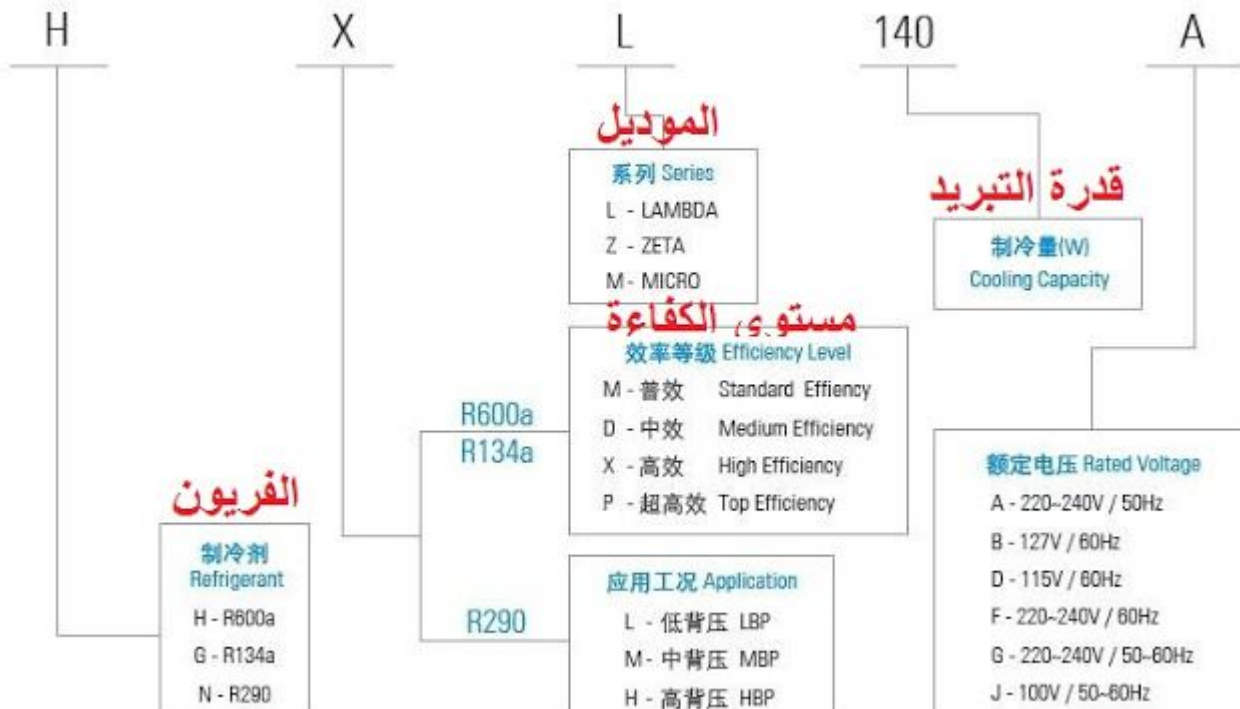 H X L 140 A
الموديل
系列 Series
L - LAMBDA
Z - ZETA
M - MICRO
قدرة التبريد
制冷量(W)
Cooling Capacity
مستوى الكفاءة
效率等级 Efficiency Level
M - 普效 Standard Effiency
D - 中效 Medium Efficiency
X - 高效 High Efficiency
P - 超高效 Top Efficiency
R600a
R134a
الفريون
制冷剂
Refrigerant
H - R600a
G - R134a
N - R290
R290
应用工况 Application
L - 低背压 LBP
M - 中背压 MBP
H - 高背压 HBP
额定电压 Rated Voltage
A - 220~240V / 50Hz
B - 127V / 60Hz
D - 115V / 60Hz
F - 220~240V / 60Hz
G - 220~240V / 50~60Hz
J - 100V / 50~60Hz